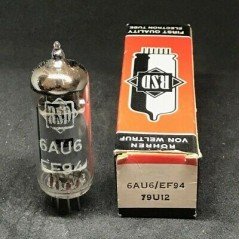 RSD
6AU6
EF94
FIRST QUALITY
ELECTRON TUBE
RSD
RÖHREN
VON WELTRUF
6AU6/EF94
79U12